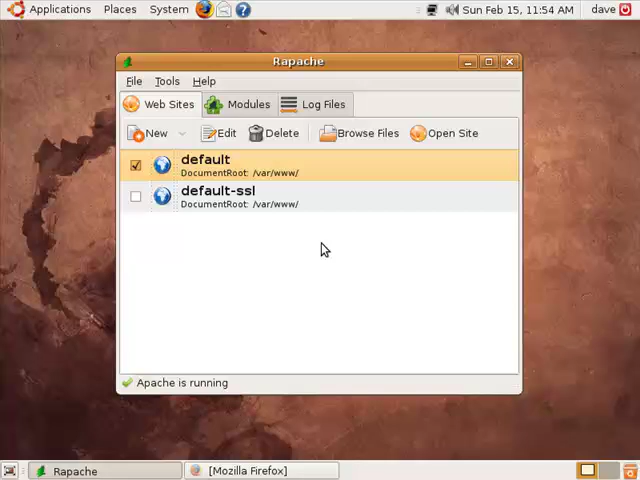 Applications Places System Sun Feb 15, 11:54 AM dave
Rapache
File Tools Help
Web Sites Modules Log Files
New Edit Delete Browse Files Open Site
default
DocumentRoot: /var/www/
default-ssl
DocumentRoot: /var/www/
Apache is running
Rapache [Mozilla Firefox]